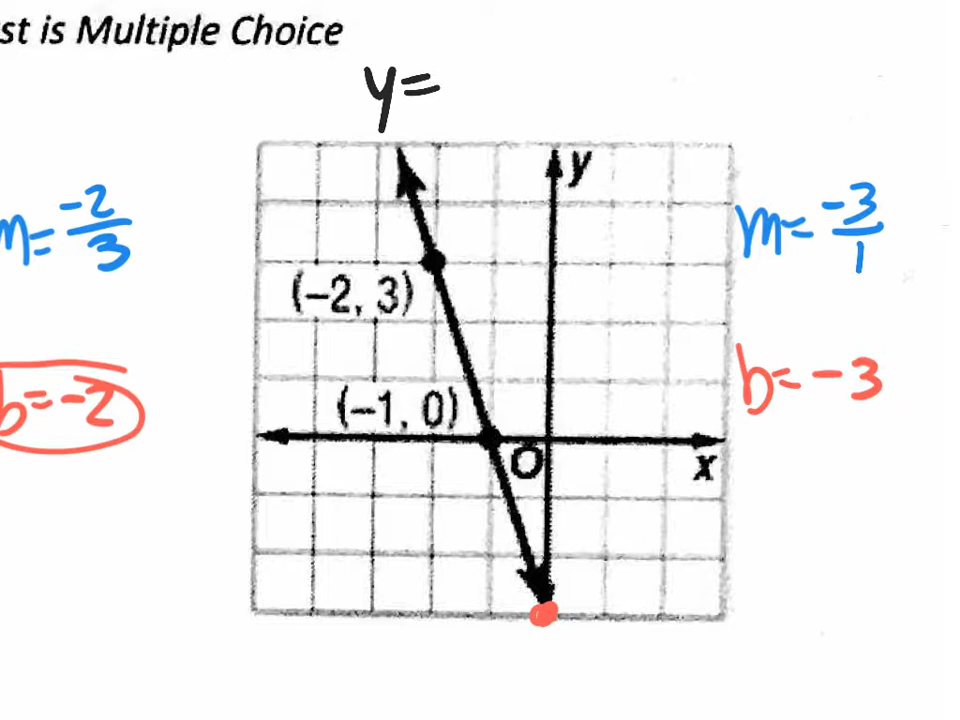 st is Multiple Choice
y=
y
m=-2/3
m=-3/1
(-2, 3)
b=-2
b=-3
(-1, 0)
O
x